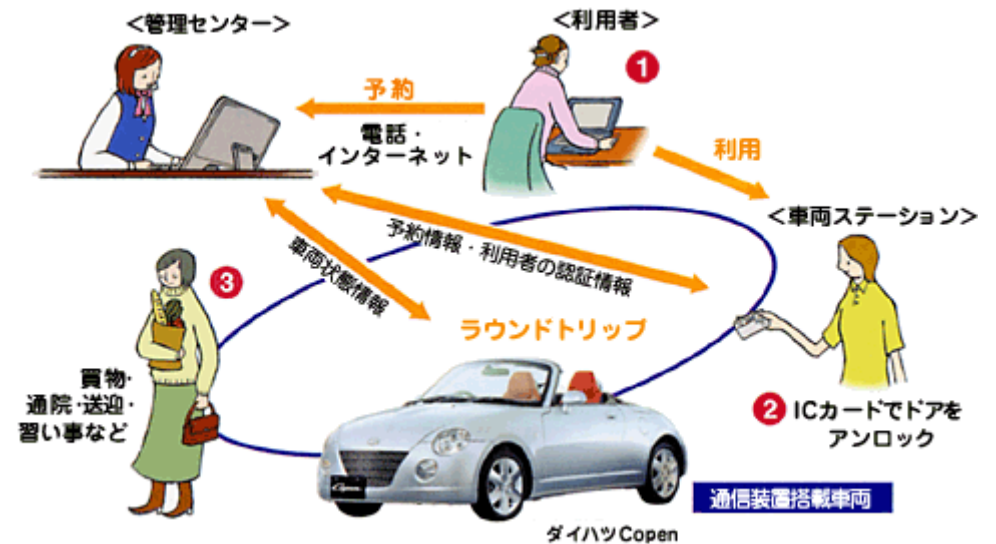 <管理センター>
<利用者>
1
予約
電話・
インターネット
利用
<車両ステーション>
予約情報・利用者の認証情報
車両状態情報
3
ラウンドトリップ
買物・
通院・送迎・
習い事など
2 ICカードでドアを
アンロック
Copen
通信装置搭載車両
ダイハツCopen